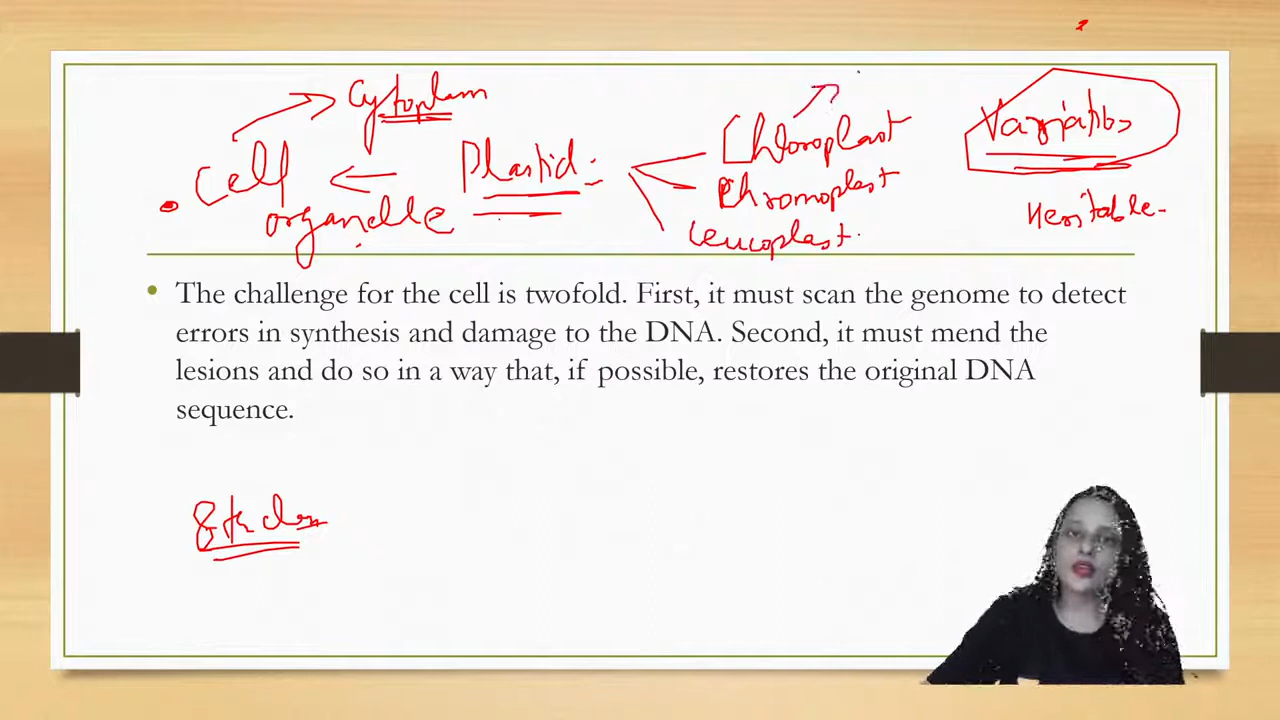 Cytoplasm
Cell organelle
Plastid :-
Chloroplast
Chromoplast
Leucoplast.
Variations
Heritable-
• The challenge for the cell is twofold. First, it must scan the genome to detect
errors in synthesis and damage to the DNA. Second, it must mend the
lesions and do so in a way that, if possible, restores the original DNA
sequence.
8th class